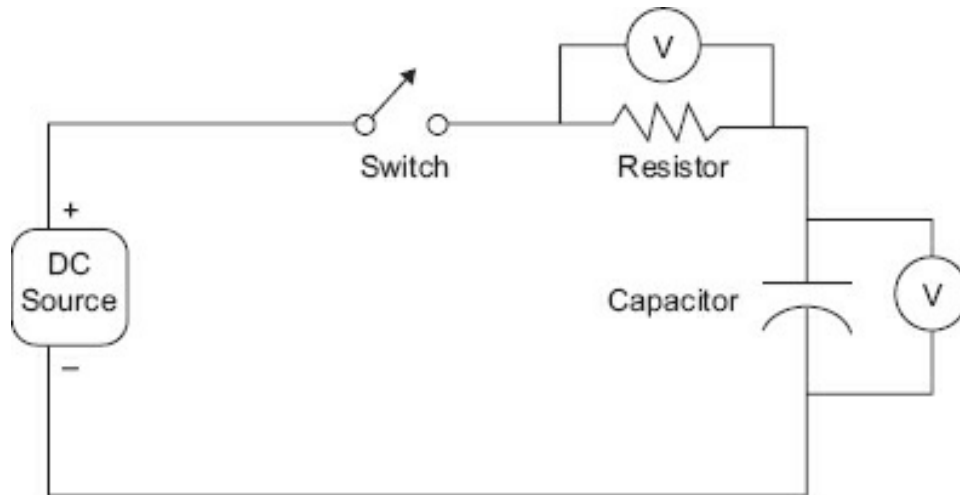 V
Switch
Resistor
+
DC
Source
Capacitor
V
−